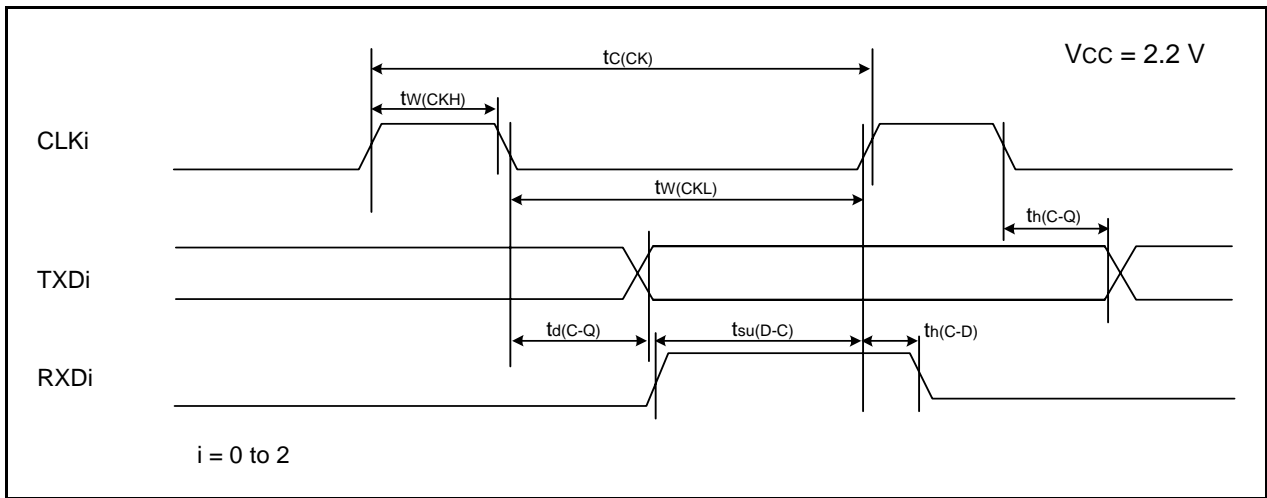 tC(CK)
VCC = 2.2 V
tW(CKH)
CLKi
tW(CKL)
th(C-Q)
TXDi
td(C-Q)
tsu(D-C)
th(C-D)
RXDi
i = 0 to 2